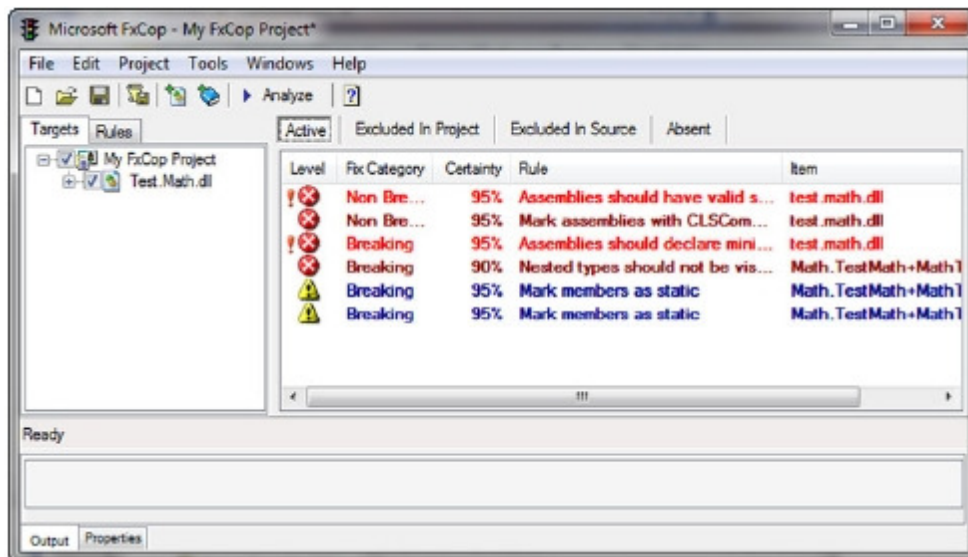 Microsoft FxCop - My FxCop Project*
File Edit Project Tools Windows Help
Analyze
Targets Rules
Active Excluded In Project Excluded In Source Absent
My FxCop Project
Test.Math.dll
Level Fix Category Certainty Rule Item
Non Bre... 95% Assemblies should have valid s... test.math.dll
Non Bre... 95% Mark assemblies with CLSCom... test.math.dll
Breaking 95% Assemblies should declare mini... test.math.dll
Breaking 90% Nested types should not be vis... Math.TestMath+MathT
Breaking 95% Mark members as static Math.TestMath+MathT
Breaking 95% Mark members as static Math.TestMath+MathT
Ready
Output Properties